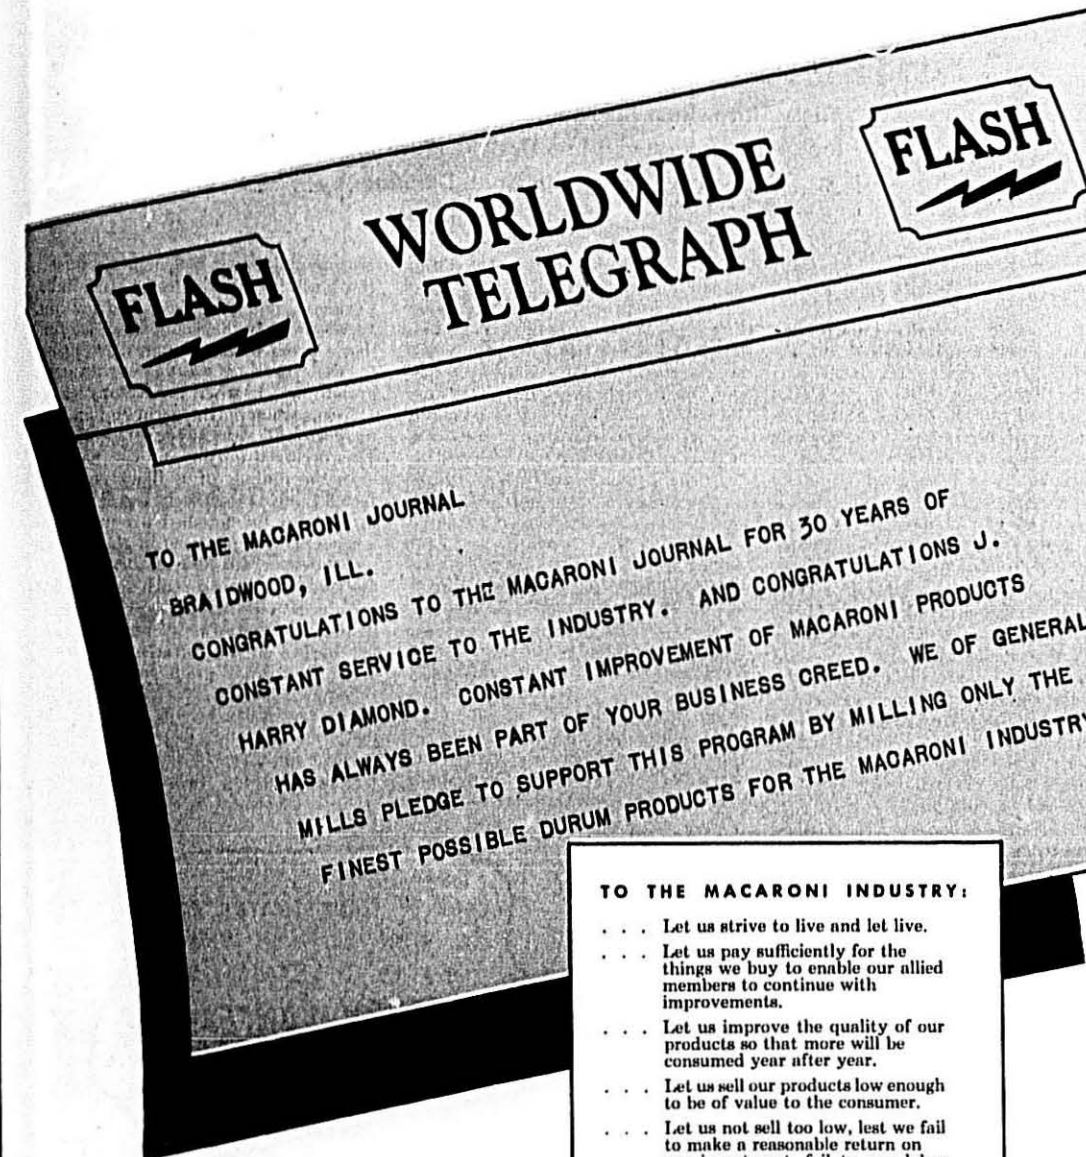 FLASH
WORLDWIDE
TELEGRAPH
FLASH
TO THE MACARONI JOURNAL
BRAIDWOOD, ILL.
CONGRATULATIONS TO THE MACARONI JOURNAL FOR 30 YEARS OF
CONSTANT SERVICE TO THE INDUSTRY. AND CONGRATULATIONS J.
HARRY DIAMOND. CONSTANT IMPROVEMENT OF MACARONI PRODUCTS
HAS ALWAYS BEEN PART OF YOUR BUSINESS CREED. WE OF GENERAL
MILLS PLEDGE TO SUPPORT THIS PROGRAM BY MILLING ONLY THE
FINEST POSSIBLE DURUM PRODUCTS FOR THE MACARONI INDUSTRY
TO THE MACARONI INDUSTRY:
. . . Let us strive to live and let live.
. . . Let us pay sufficiently for the
things we buy to enable our allied
members to continue with
improvements.
. . . Let us improve the quality of our
products so that more will be
consumed year after year.
. . . Let us sell our products low enough
to be of value to the consumer.
. . . Let us not sell too low, lest we fail
to make a reasonable return on